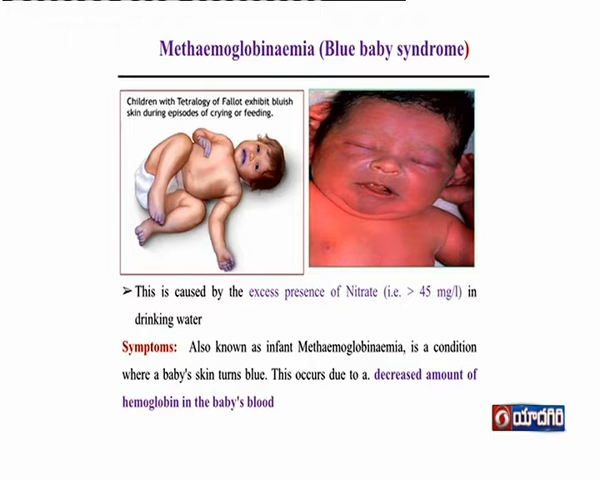 Methaemoglobinaemia (Blue baby syndrome)
Children with Tetralogy of Fallot exhibit bluish
skin during episodes of crying or feeding.
➢ This is caused by the excess presence of Nitrate (i.e. > 45 mg/l) in
drinking water
Symptoms: Also known as infant Methaemoglobinaemia, is a condition
where a baby's skin turns blue. This occurs due to a. decreased amount of
hemoglobin in the baby's blood
యాదగిరి